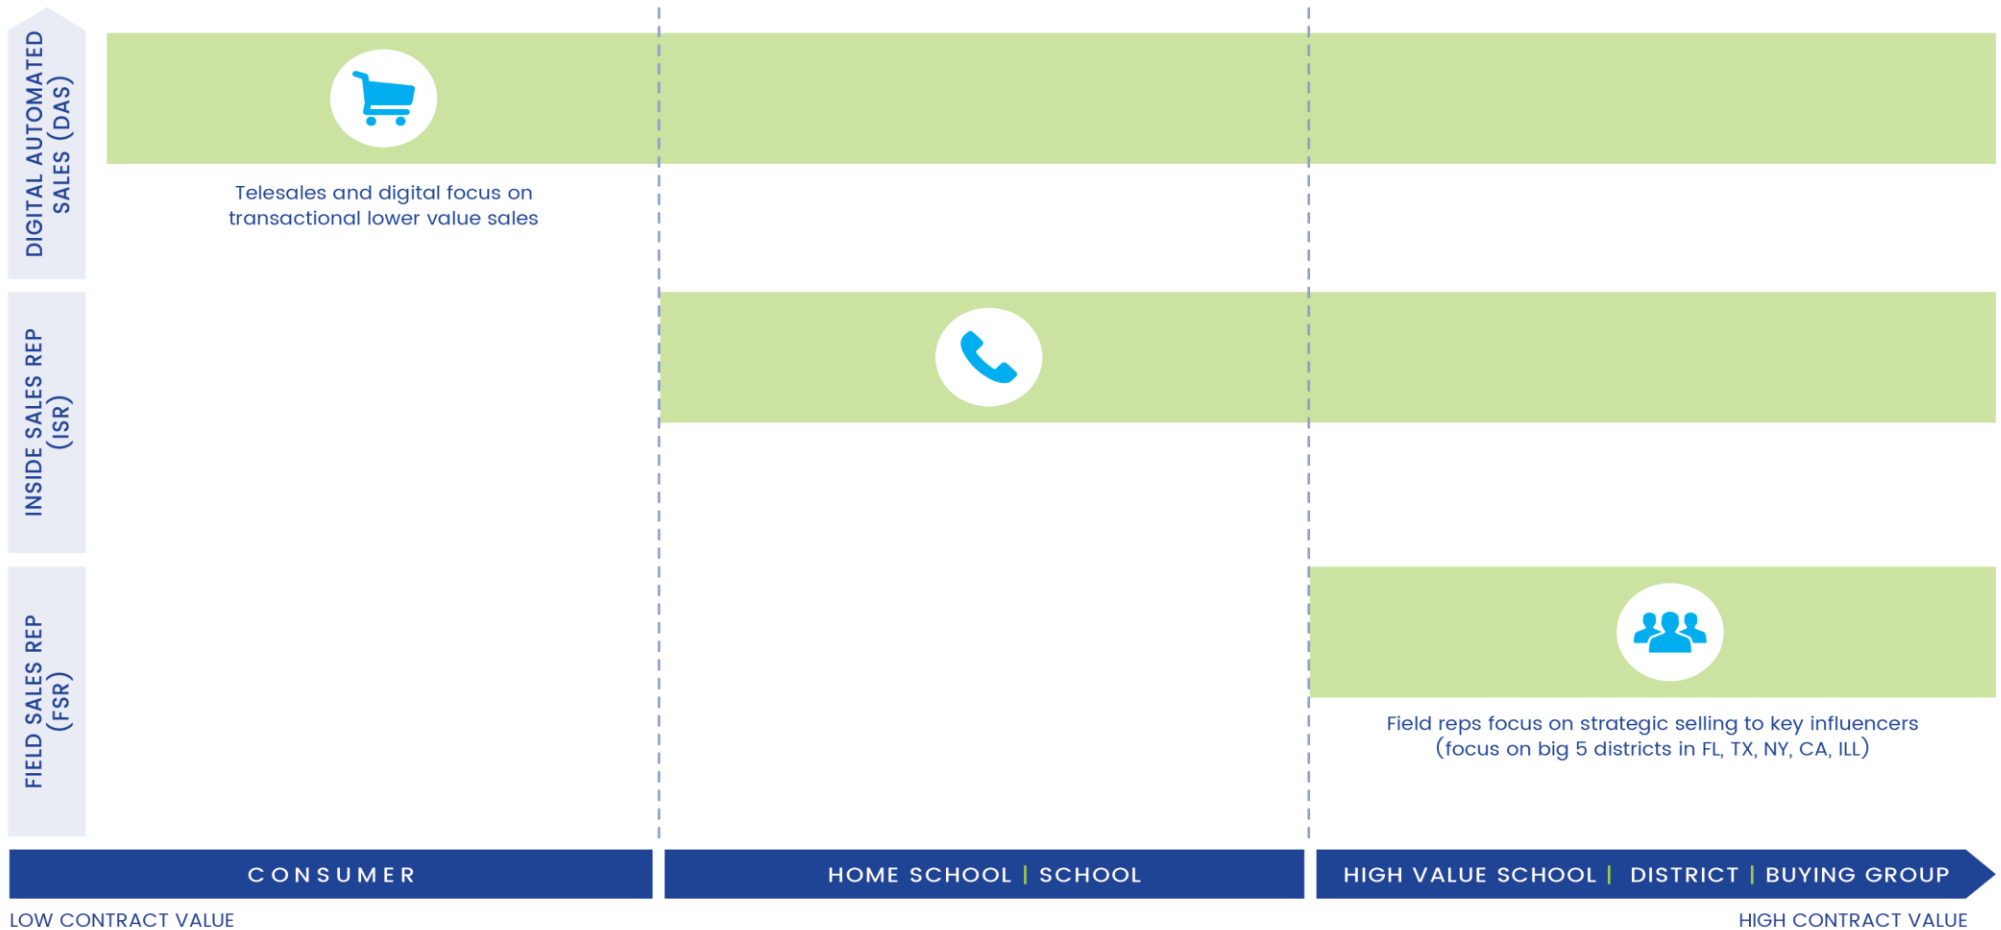 DIGITAL AUTOMATED
SALES (DAS)
Telesales and digital focus on
transactional lower value sales
INSIDE SALES REP
(ISR)
FIELD SALES REP
(FSR)
Field reps focus on strategic selling to key influencers
(focus on big 5 districts in FL, TX, NY, CA, ILL)
CONSUMER
HOME SCHOOL | SCHOOL
HIGH VALUE SCHOOL | DISTRICT | BUYING GROUP
LOW CONTRACT VALUE
HIGH CONTRACT VALUE